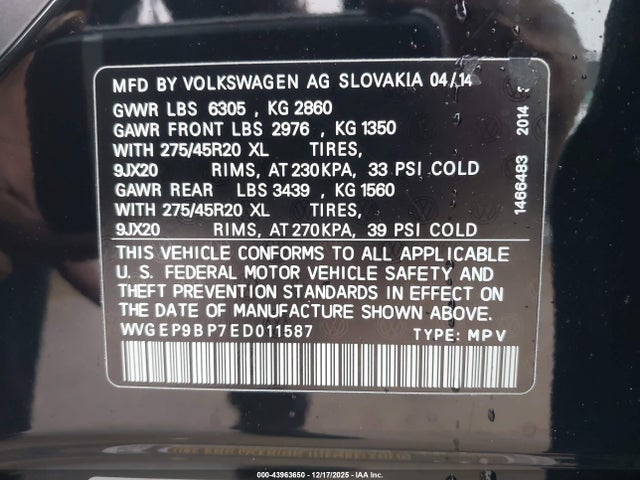 MFD BY VOLKSWAGEN AG SLOVAKIA 04/14
GVWR LBS 6305 , KG 2860
GAWR FRONT LBS 2976 , KG 1350
WITH 275/45R20 XL TIRES,
9JX20 RIMS, AT 230KPA, 33 PSI COLD
GAWR REAR LBS 3439 , KG 1560
WITH 275/45R20 XL TIRES,
9JX20 RIMS, AT 270KPA, 39 PSI COLD
THIS VEHICLE CONFORMS TO ALL APPLICABLE
U. S. FEDERAL MOTOR VEHICLE SAFETY AND
THEFT PREVENTION STANDARDS IN EFFECT ON
THE DATE OF MANUFACTURE SHOWN ABOVE.
WVGEP9BP7ED011587 TYPE: MPV
1466483 2014
000-43963650 - 12/17/2025 - IAAI.COM